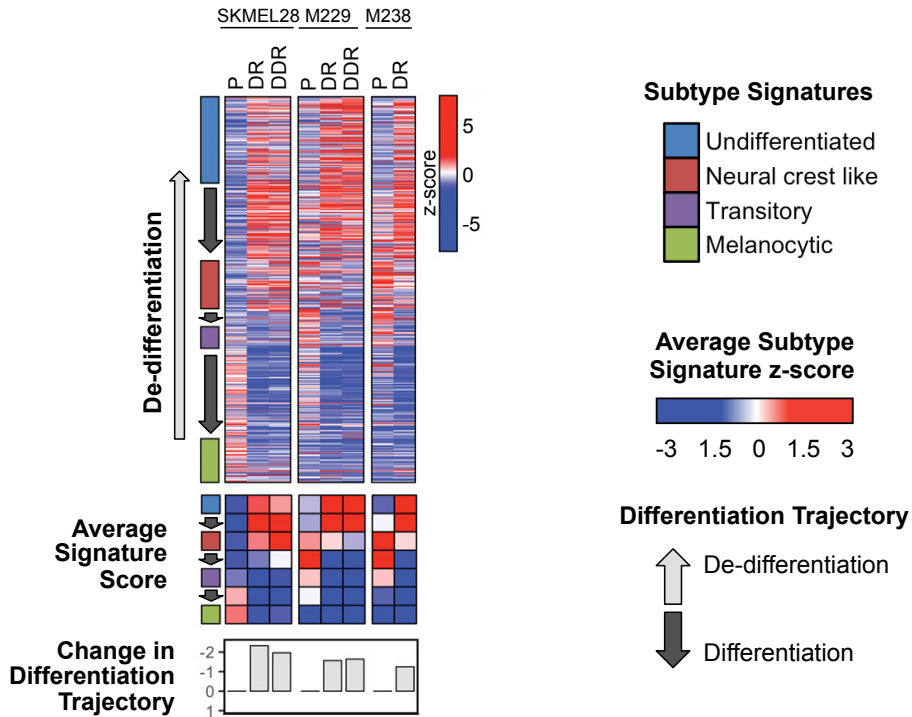 SKMEL28 M229 M238
P DR DDR P DR DDR P DR
De-differentiation
5
0
-5
z-score
Subtype Signatures
Undifferentiated
Neural crest like
Transitory
Melanocytic
Average Subtype
Signature z-score
-3 1.5 0 1.5 3
Differentiation Trajectory
De-differentiation
Differentiation
Average
Signature
Score
Change in
Differentiation
Trajectory
-2
-1
0
1